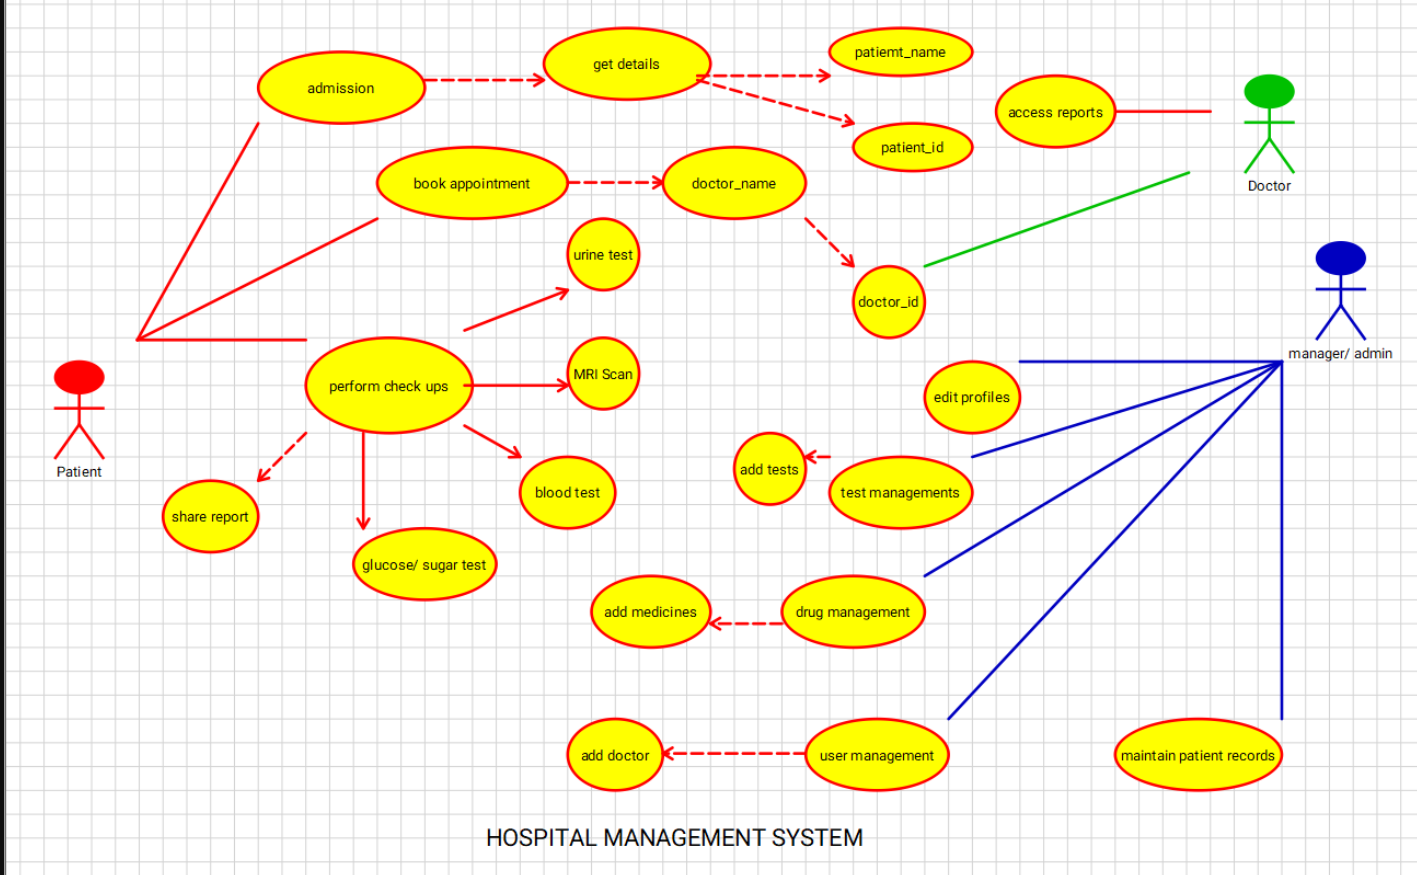 patiemt_name
get details
admission
access reports
patient_id
book appointment
doctor_name
Doctor
urine test
doctor_id
manager/ admin
MRI Scan
perform check ups
edit profiles
Patient
add tests
blood test
test managements
share report
glucose/ sugar test
add medicines
drug management
add doctor
user management
maintain patient records
HOSPITAL MANAGEMENT SYSTEM